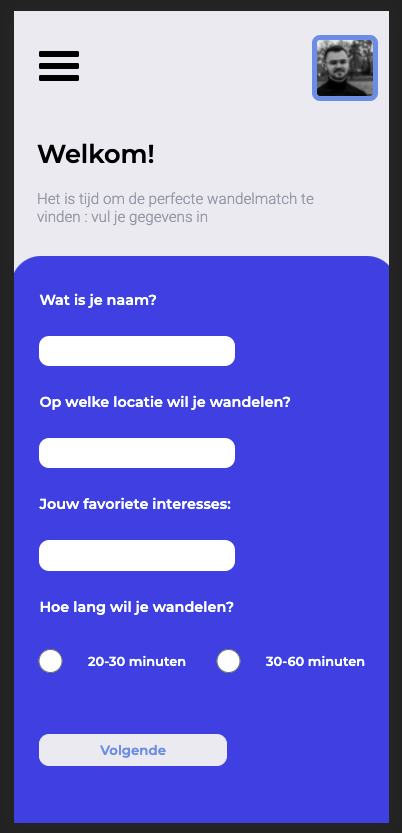 Welkom!
Het is tijd om de perfecte wandelmatch te
vinden : vul je gegevens in
Wat is je naam?
Op welke locatie wil je wandelen?
Jouw favoriete interesses:
Hoe lang wil je wandelen?
20-30 minuten 30-60 minuten
Volgende